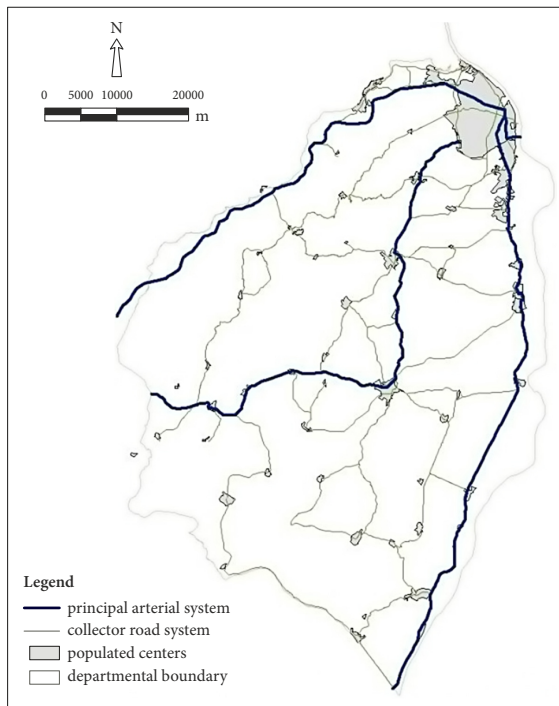 N
0 5000 10000 20000
m
Legend
principal arterial system
collector road system
populated centers
departmental boundary